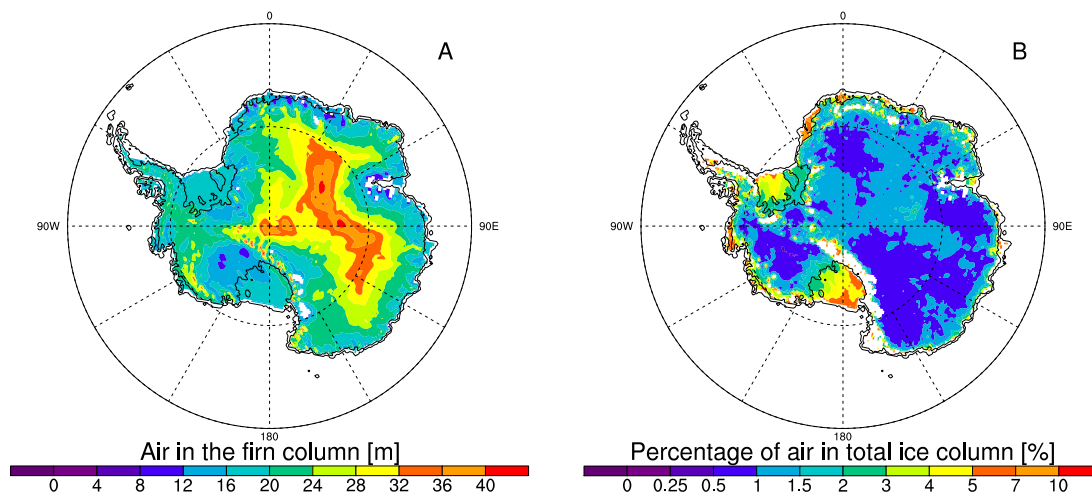 0
A
90W
90E
180
Air in the firn column [m]
0 4 8 12 16 20 24 28 32 36 40
0
B
90W
90E
180
Percentage of air in total ice column [%]
0 0.25 0.5 1 1.5 2 3 4 5 7 10